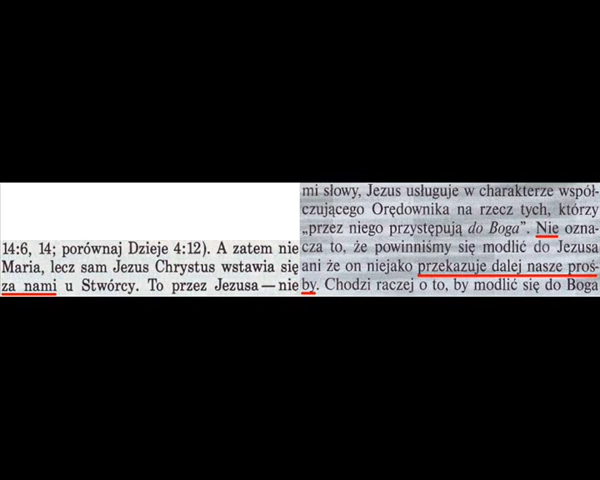 14:6, 14; porównaj Dzieje 4:12). A zatem nie
Maria, lecz sam Jezus Chrystus wstawia się
za nami u Stwórcy. To przez Jezusa — nie
mi słowy, Jezus usługuje w charakterze współ-
czującego Orędownika na rzecz tych, którzy
„przez niego przystępują do Boga”. Nie ozna-
cza to, że powinniśmy się modlić do Jezusa
ani że on niejako przekazuje dalej nasze proś-
by. Chodzi raczej o to, by modlić się do Boga